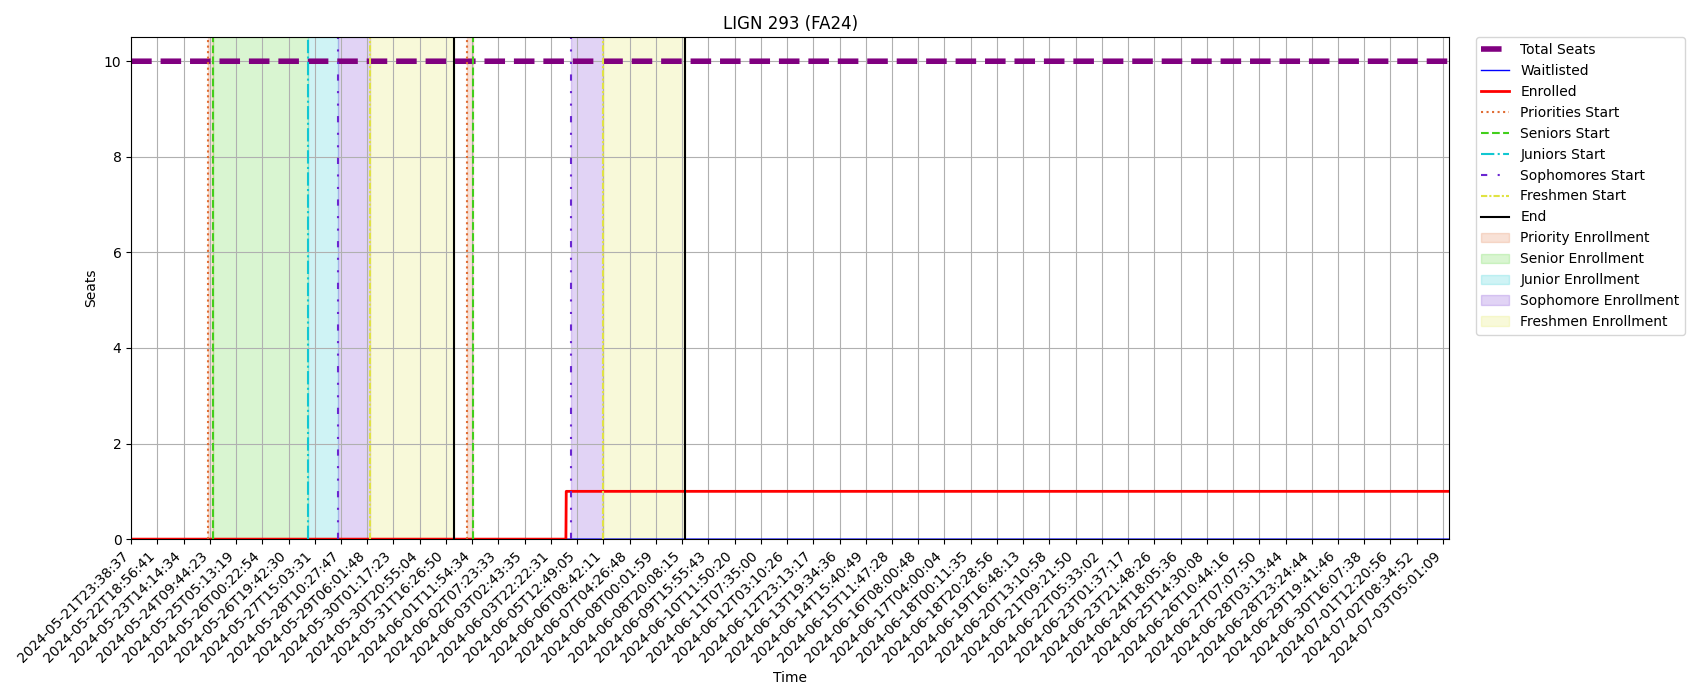 LIGN 293 (FA24)
10
8
6
4
2
0
Seats
2024-05-21T23:38:37
2024-05-22T18:56:41
2024-05-23T14:14:34
2024-05-24T09:44:23
2024-05-25T05:13:19
2024-05-26T00:22:54
2024-05-26T19:42:30
2024-05-27T15:03:31
2024-05-28T10:27:47
2024-05-29T06:01:48
2024-05-30T01:17:23
2024-05-30T20:55:04
2024-05-31T16:26:50
2024-06-01T11:54:34
2024-06-02T07:23:33
2024-06-03T02:43:35
2024-06-03T22:22:31
2024-06-05T12:49:05
2024-06-06T08:42:11
2024-06-07T04:26:48
2024-06-08T00:01:59
2024-06-08T20:08:15
2024-06-09T15:55:43
2024-06-10T11:50:20
2024-06-11T07:35:00
2024-06-12T03:10:26
2024-06-12T23:13:17
2024-06-13T19:34:36
2024-06-14T15:40:49
2024-06-15T11:47:28
2024-06-16T08:00:48
2024-06-17T04:00:04
2024-06-18T00:11:35
2024-06-18T20:28:56
2024-06-19T16:48:13
2024-06-20T13:10:58
2024-06-21T09:21:50
2024-06-22T05:33:02
2024-06-23T01:37:17
2024-06-23T21:48:26
2024-06-24T18:05:36
2024-06-25T14:30:08
2024-06-26T10:44:16
2024-06-27T07:07:50
2024-06-28T03:13:44
2024-06-28T23:24:44
2024-06-29T19:41:46
2024-06-30T16:07:38
2024-07-01T12:20:56
2024-07-02T08:34:52
2024-07-03T05:01:09
Time
Total Seats
Waitlisted
Enrolled
Priorities Start
Seniors Start
Juniors Start
Sophomores Start
Freshmen Start
End
Priority Enrollment
Senior Enrollment
Junior Enrollment
Sophomore Enrollment
Freshmen Enrollment